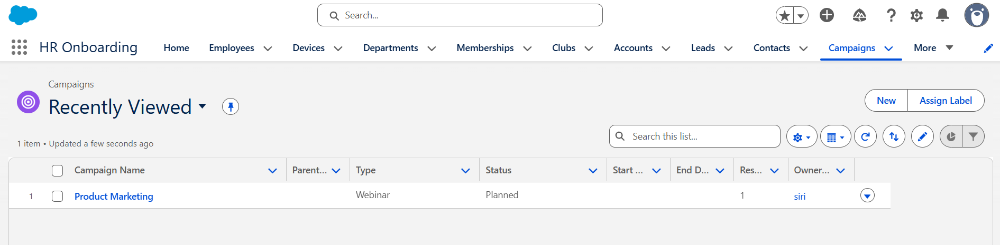 Search...
HR Onboarding Home Employees Devices Departments Memberships Clubs Accounts Leads Contacts Campaigns More
Campaigns
Recently Viewed
New Assign Label
1 item • Updated a few seconds ago
Search this list...
Campaign Name Parent... Type Status Start ... End D... Res... Owner...
1 Product Marketing Webinar Planned 1 siri